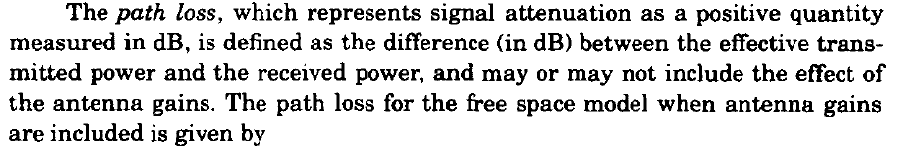 The path loss, which represents signal attenuation as a positive quantity
measured in dB, is defined as the difference (in dB) between the effective trans-
mitted power and the received power, and may or may not include the effect of
the antenna gains. The path loss for the free space model when antenna gains
are included is given by